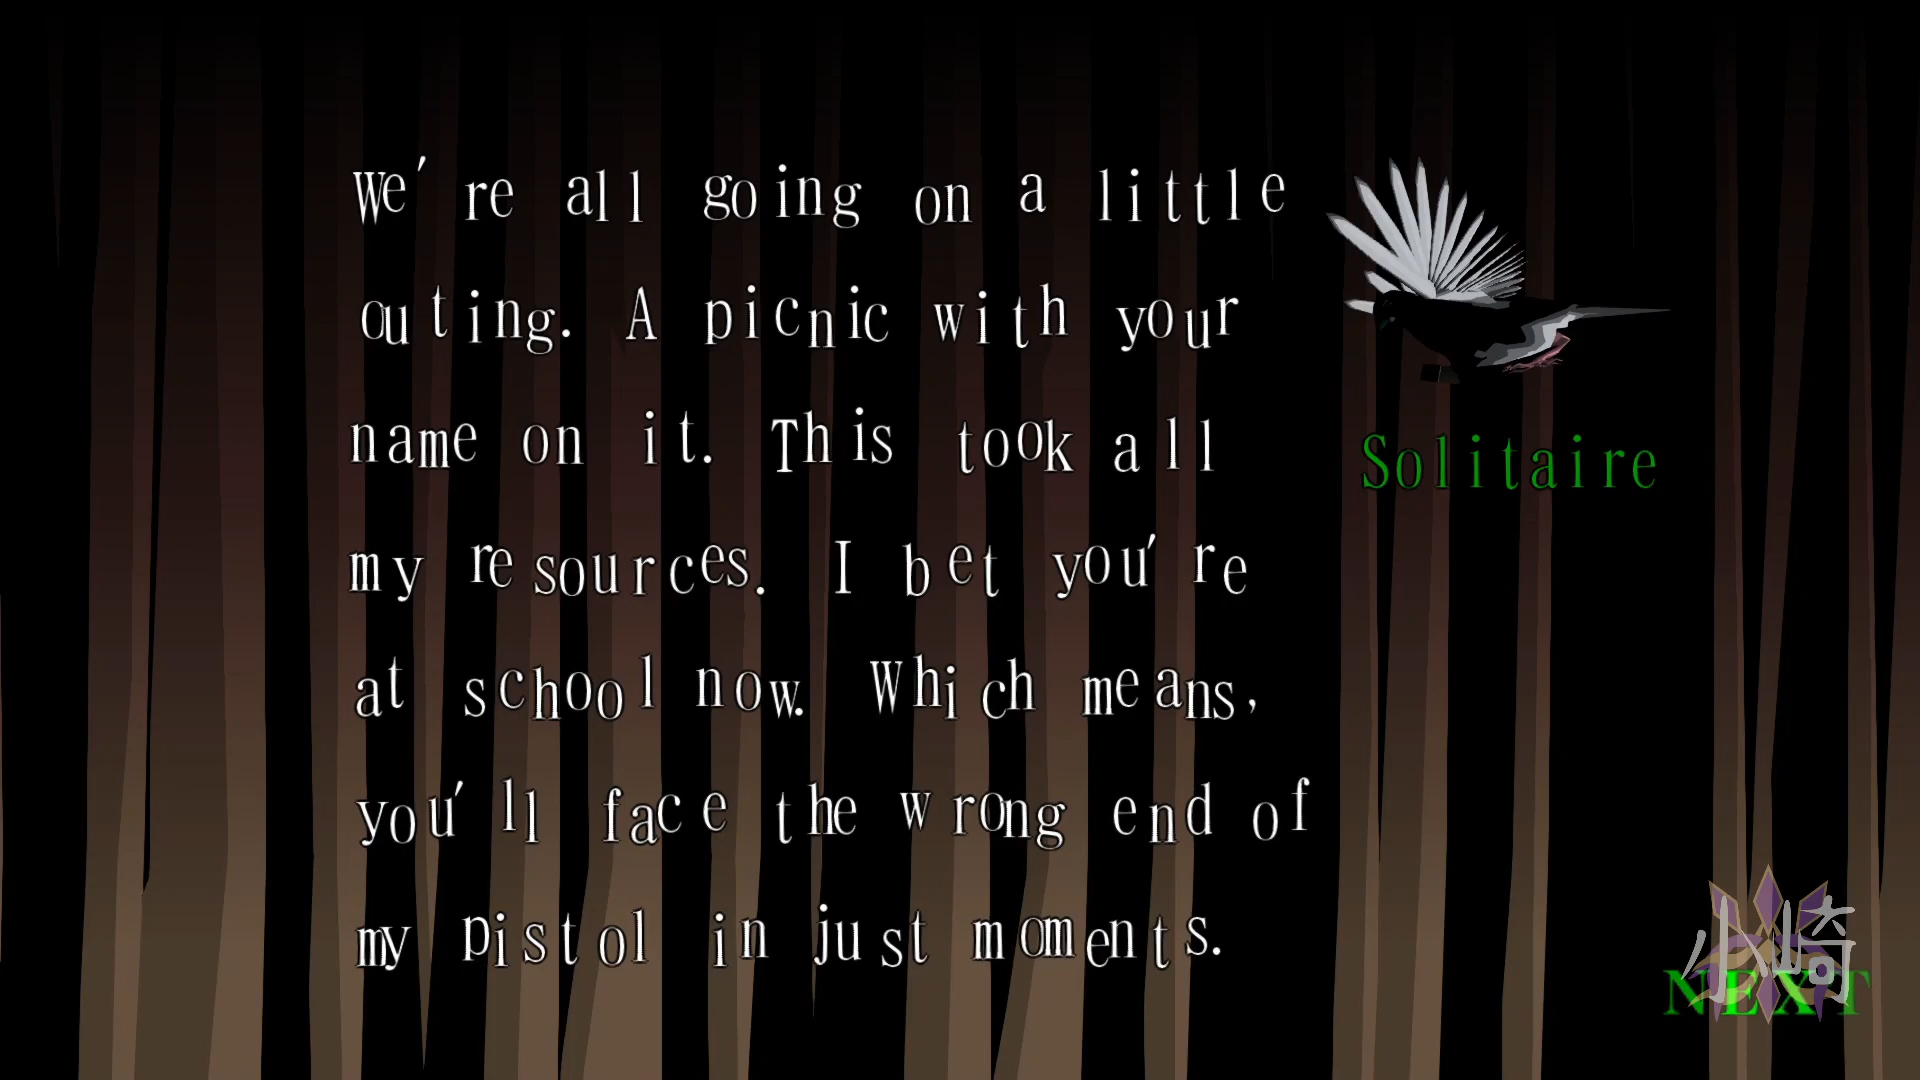 We're all going on a little
outing. A picnic with your
name on it. This took all
my resources. I bet you're
at school now. Which means,
you'll face the wrong end of
my pistol in just moments.
Solitaire
小崎
NEXT